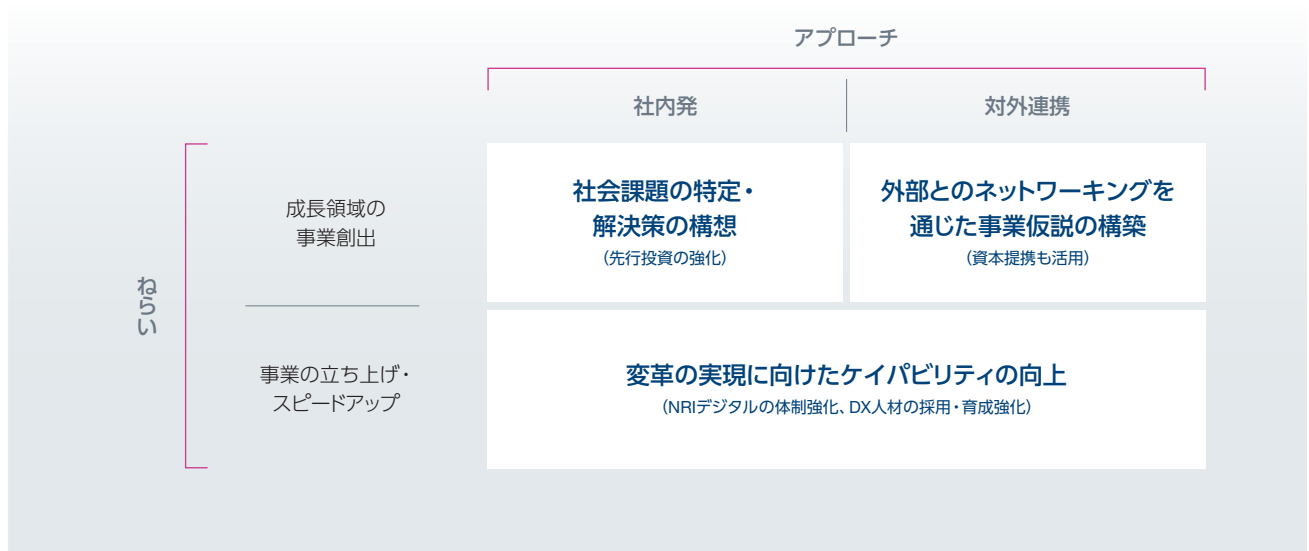 アプローチ
社内発
対外連携
ねらい
成長領域の
事業創出
社会課題の特定・
解決策の構想
(先行投資の強化)
外部とのネットワーキングを
通じた事業仮説の構築
(資本提携も活用)
事業の立ち上げ・
スピードアップ
変革の実現に向けたケイパビリティの向上
(NRIデジタルの体制強化、DX人材の採用・育成強化)